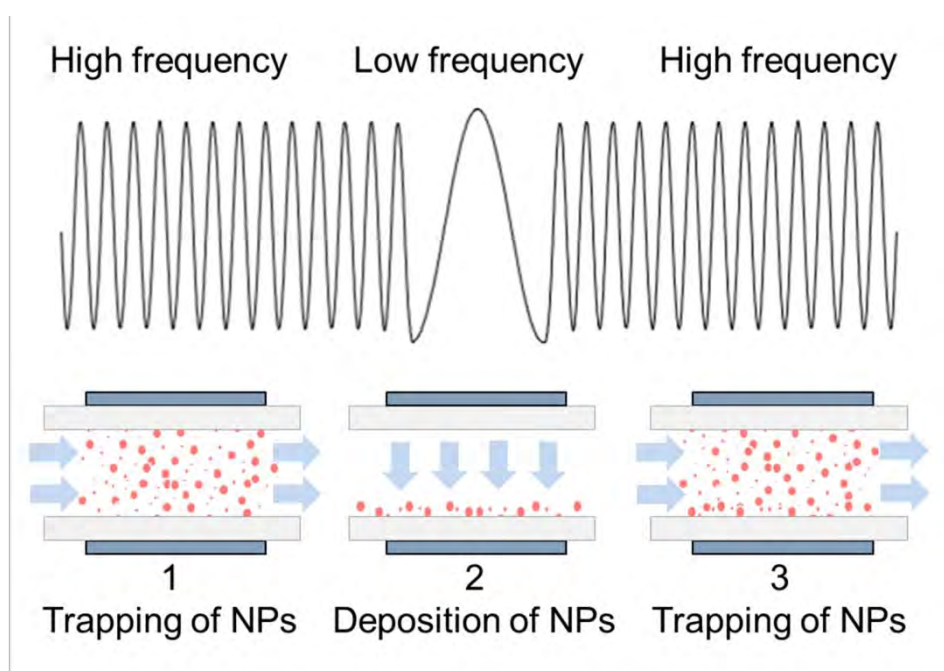 High frequency
Low frequency
High frequency
1
2
3
Trapping of NPs
Deposition of NPs
Trapping of NPs